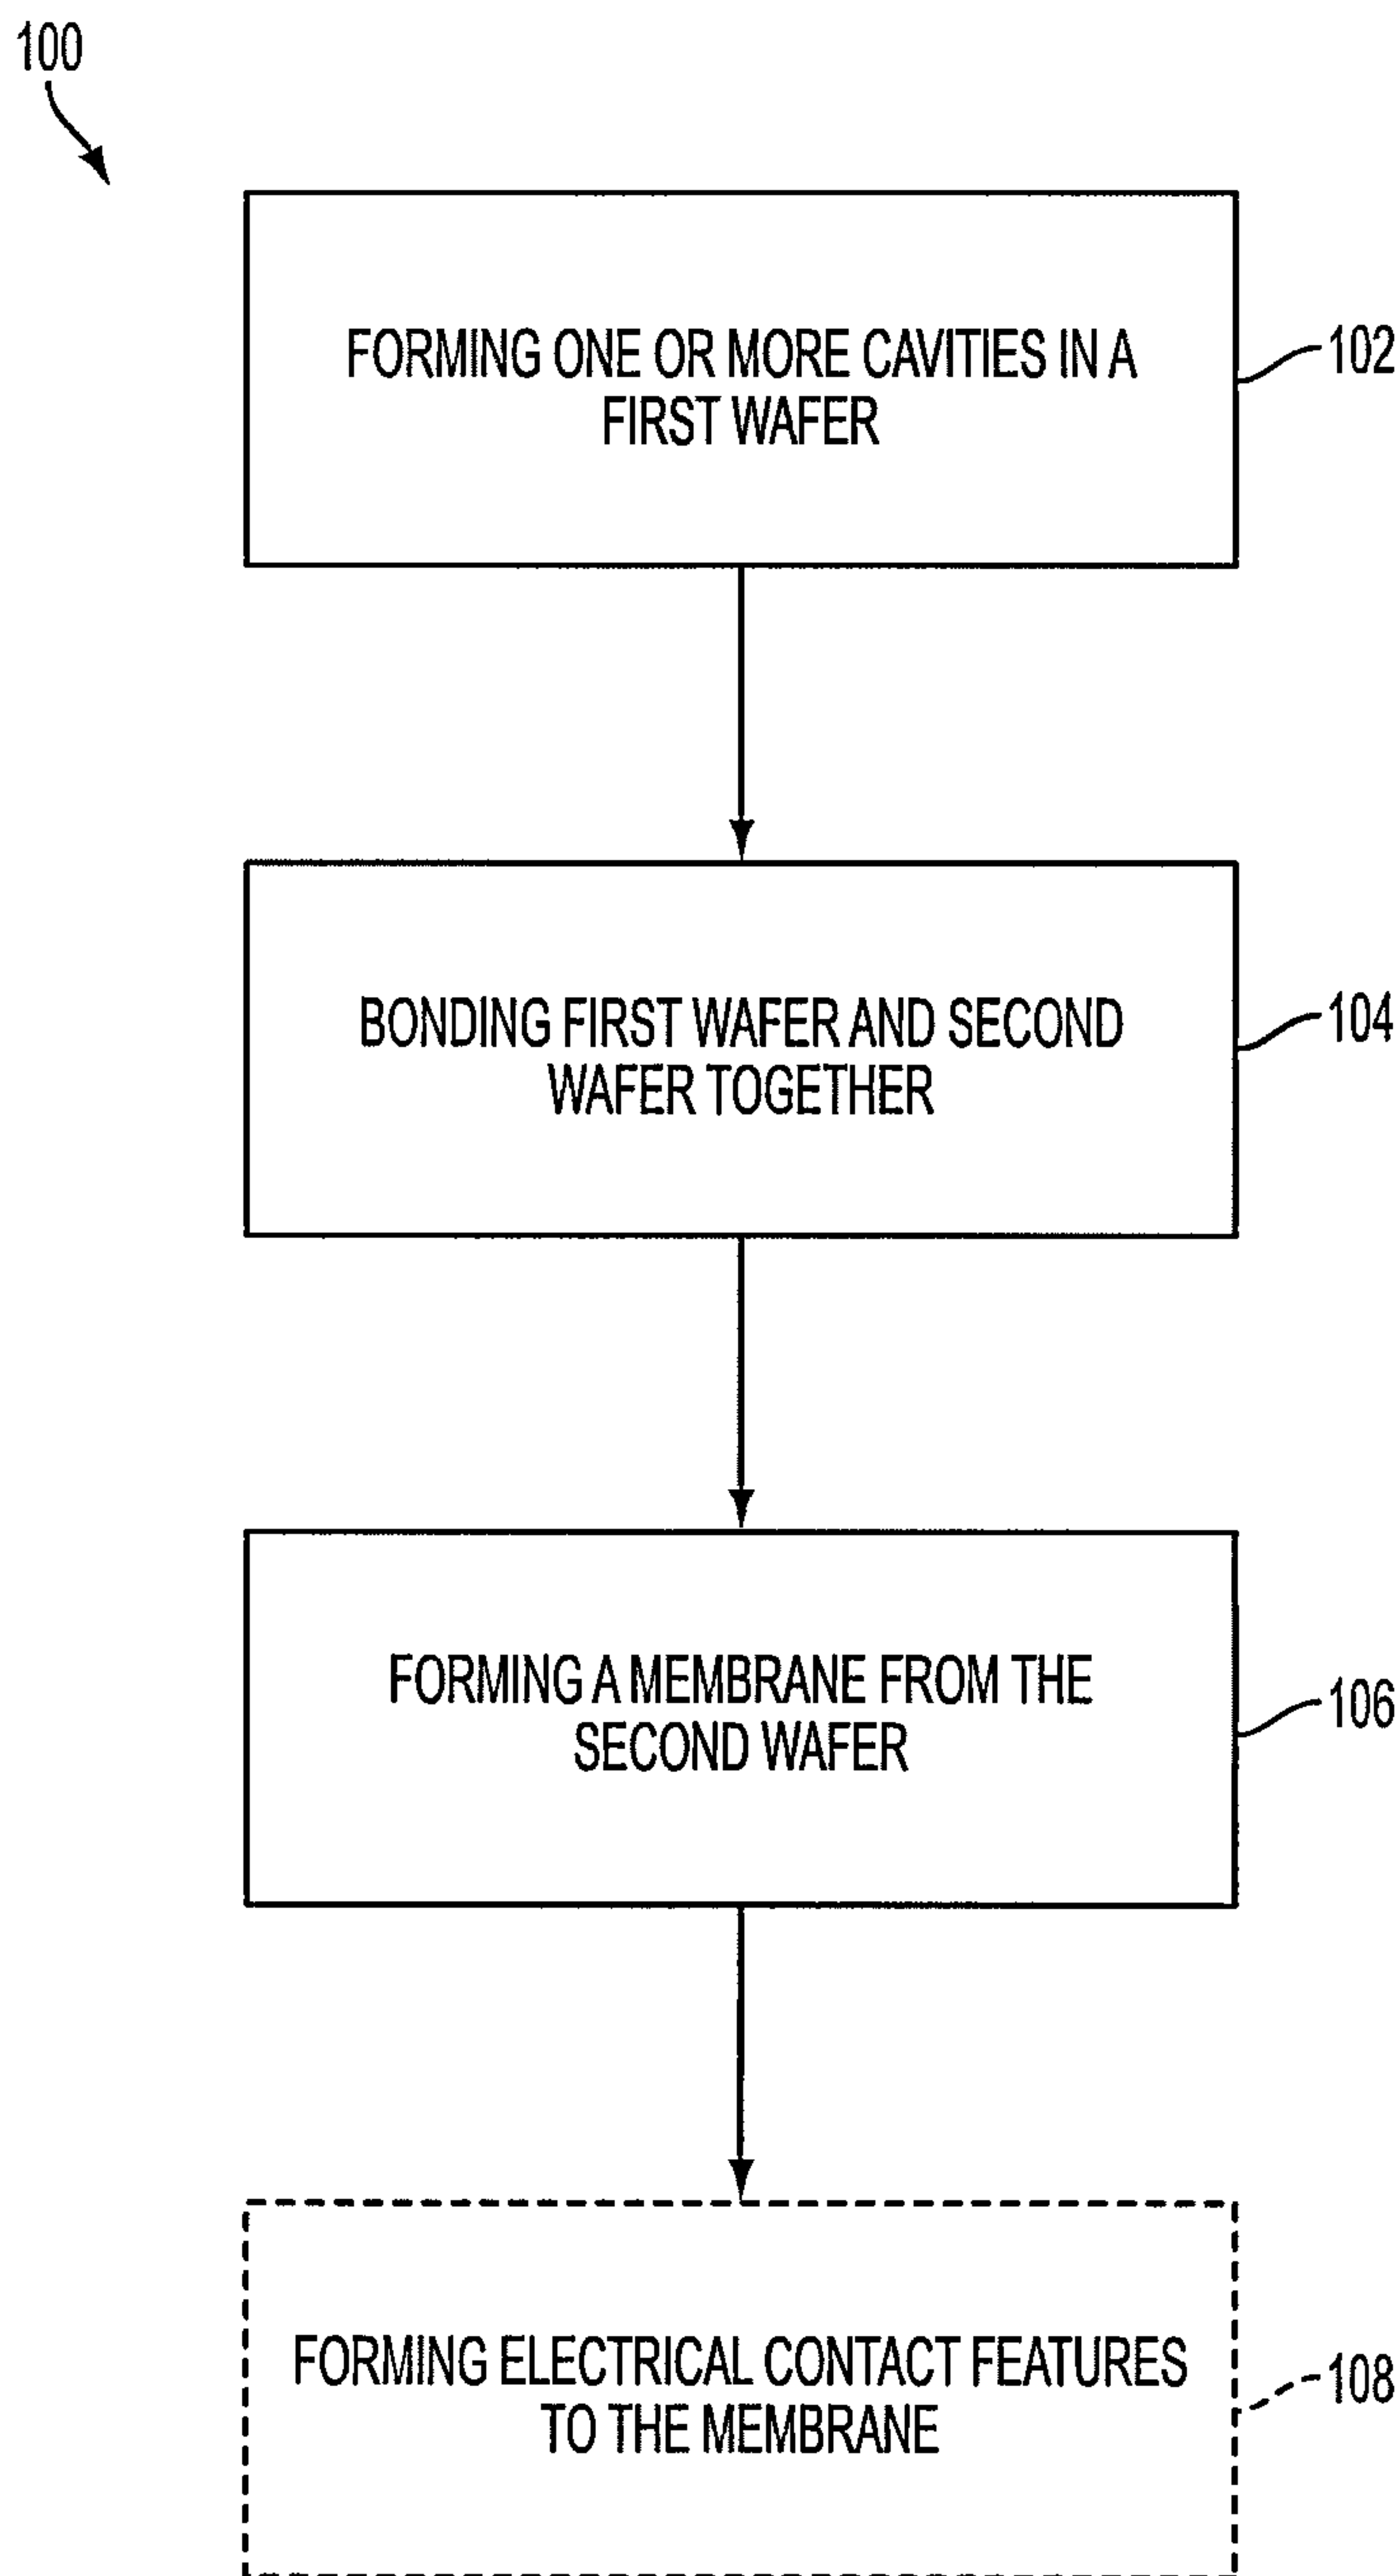 100
FORMING ONE OR MORE CAVITIES IN A
FIRST WAFER
102
BONDING FIRST WAFER AND SECOND
WAFER TOGETHER
104
FORMING A MEMBRANE FROM THE
SECOND WAFER
106
FORMING ELECTRICAL CONTACT FEATURES
TO THE MEMBRANE
108